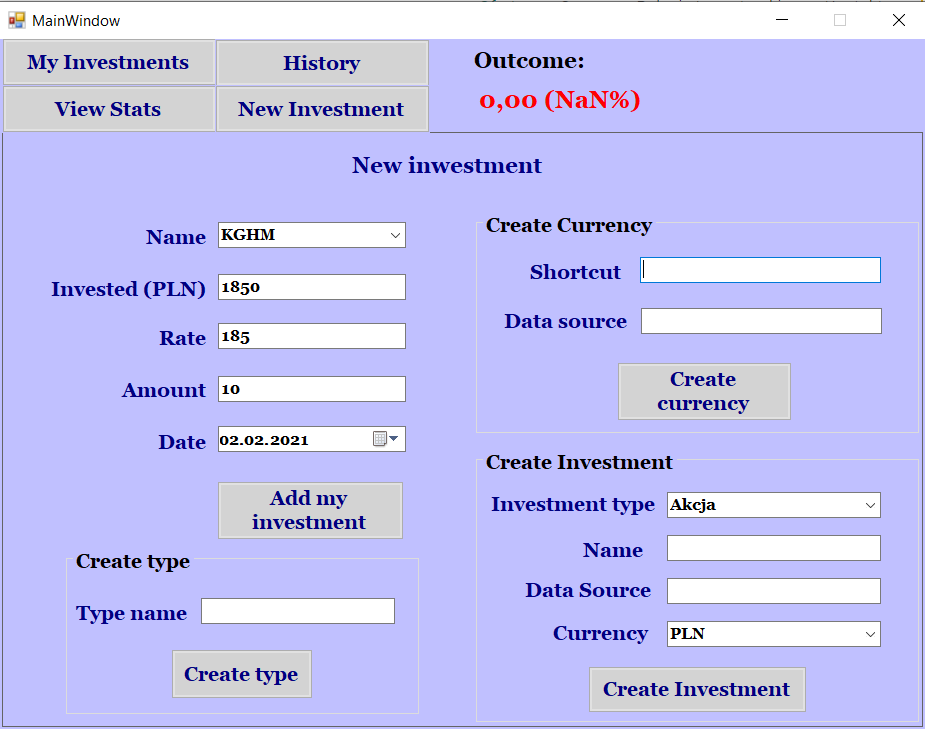 MainWindow
My Investments
History
View Stats
New Investment
Outcome:
0,00 (NaN%)
New inwestment
Name
KGHM
Invested (PLN)
1850
Rate
185
Amount
10
Date
02.02.2021
Add my
investment
Create type
Type name
Create type
Create Currency
Shortcut
Data source
Create
currency
Create Investment
Investment type
Akcja
Name
Data Source
Currency
PLN
Create Investment